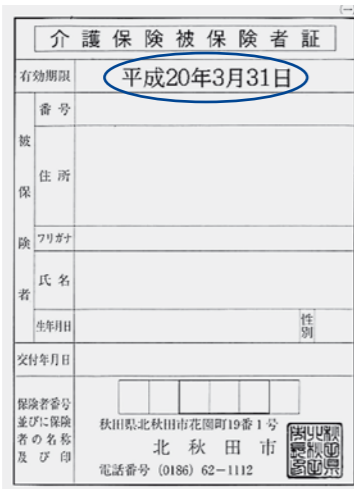 (一
介護保険被保険者証
有効期限 平成20年3月31日
被保険者
番号
住所
フリガナ
氏名
生年月日 性別
交付年月日
保険者番号
並びに保険
者の名称
及び印
秋田県北秋田市花園町19番1号
北秋田市
電話番号 (0186) 62-1112